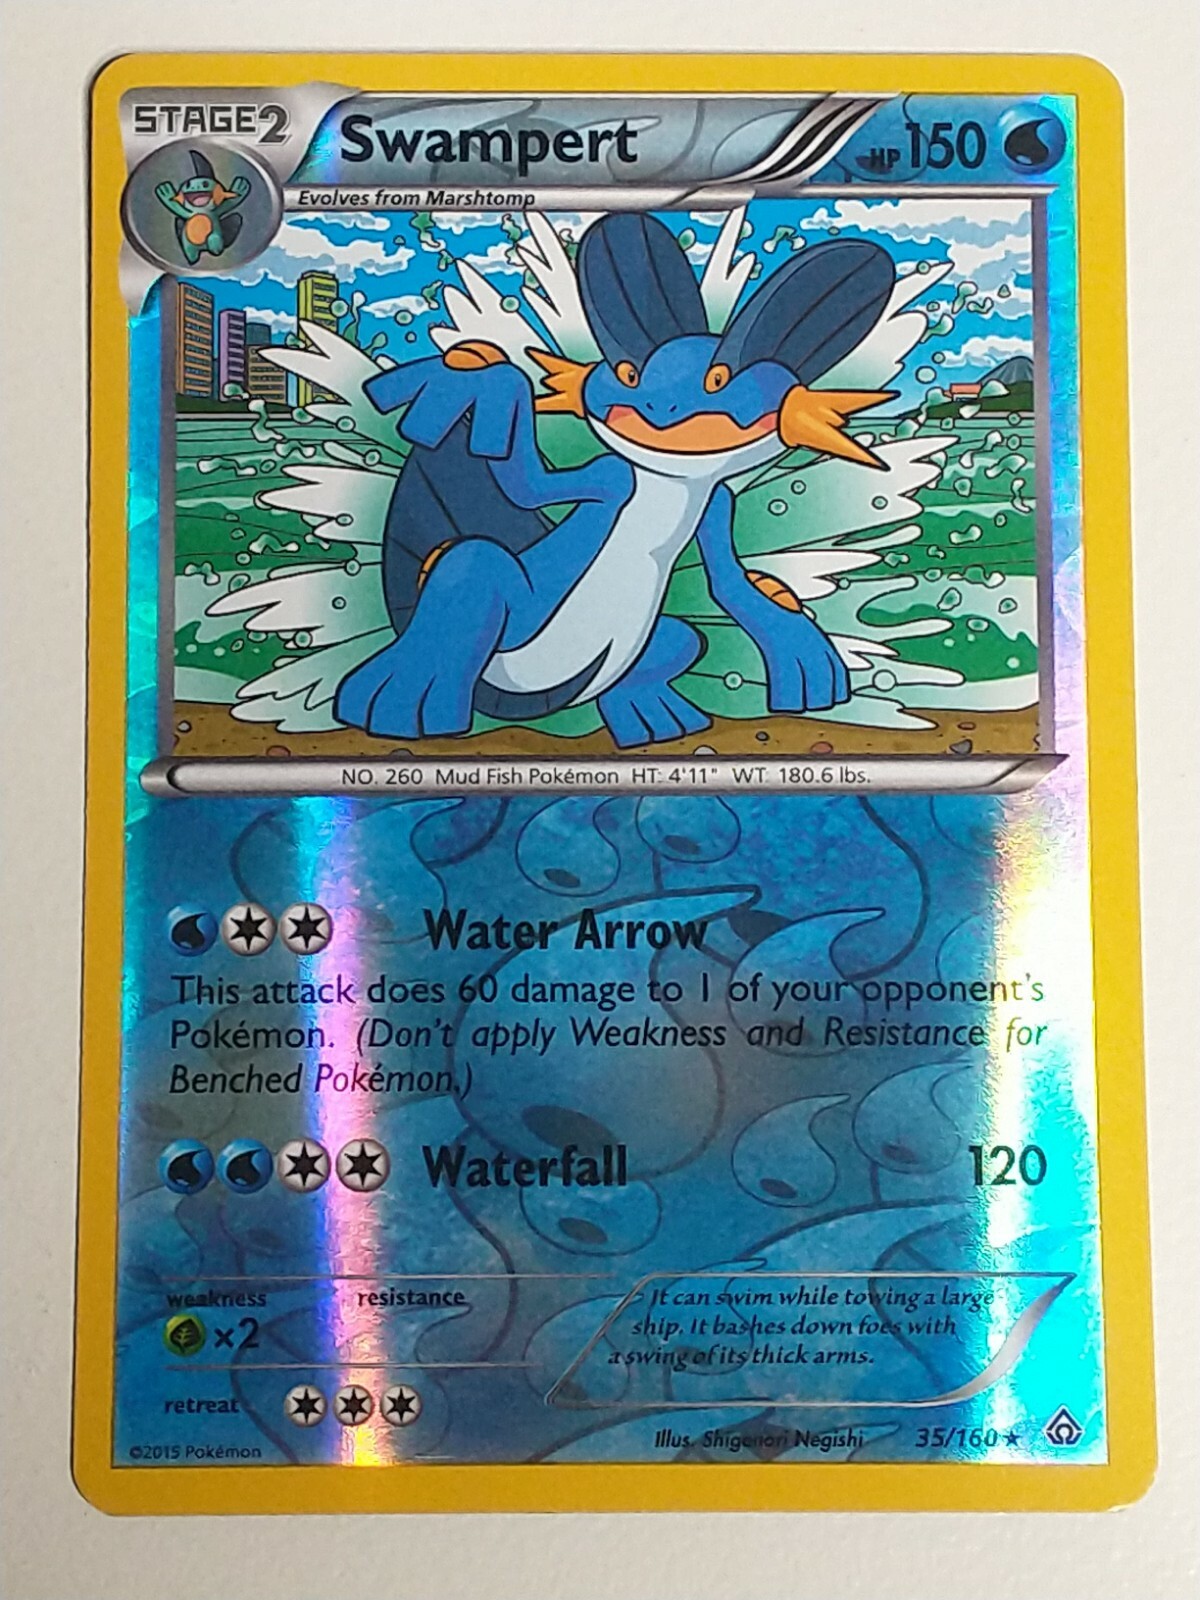 STAGE2
Swampert
HP 150
Evolves from Marshtomp
NO. 260 Mud Fish Pokémon HT: 4'11" WT: 180.6 lbs.
Water Arrow
This attack does 60 damage to 1 of your opponent's
Pokémon. (Don't apply Weakness and Resistance for
Benched Pokémon.)
Waterfall 120
weakness resistance
×2
It can swim while towing a large
ship. It bashes down foes with
a swing of its thick arms.
retreat
©2015 Pokémon
Illus. Shigenori Negishi 35/160 ★